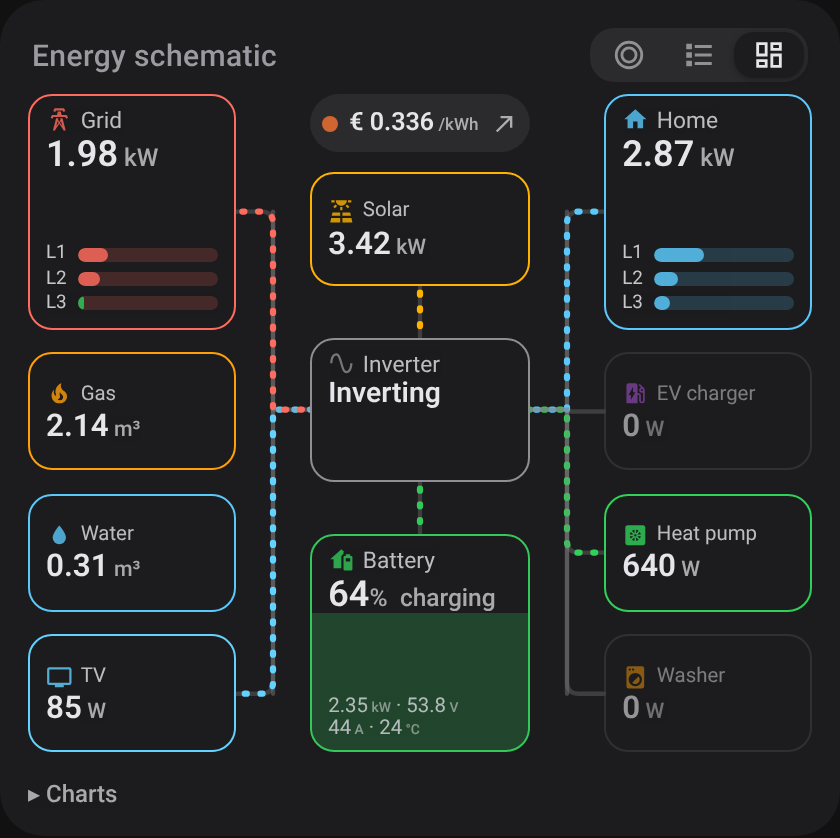 Energy schematic
Grid
1.98 kW
L1
L2
L3
€ 0.336 /kWh
Solar
3.42 kW
Home
2.87 kW
L1
L2
L3
Gas
2.14 m³
Inverter
Inverting
EV charger
0 W
Water
0.31 m³
Battery
64% charging
2.35 kW · 53.8 V
44 A · 24 °C
Heat pump
640 W
TV
85 W
Washer
0 W
▸ Charts